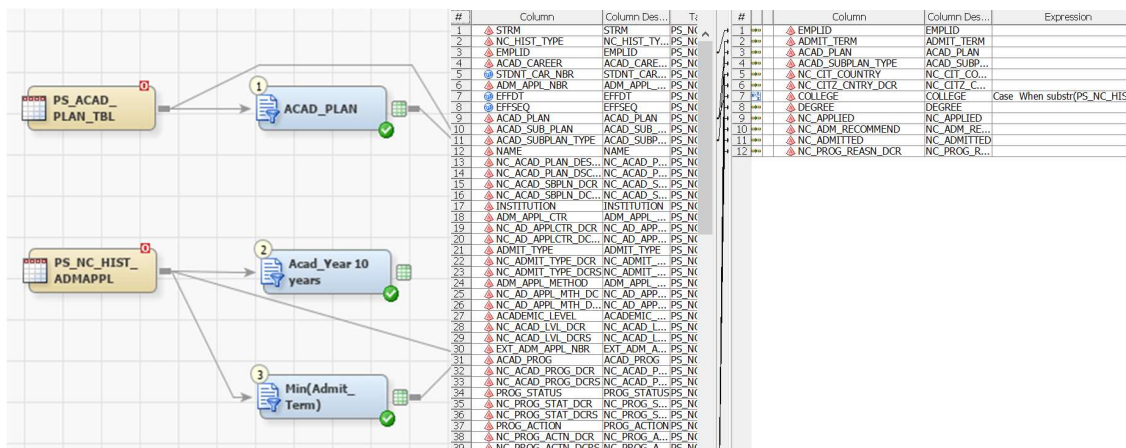 PS_ACAD_
PLAN_TBL
1
ACAD_PLAN
PS_NC_HIST_
ADMAPPL
2
Acad_Year 10
years
3
Min(Admit_
Term)
# Column Column Des... Ta
1 STRM STRM PS_NC
2 NC_HIST_TYPE NC_HIST_TY... PS_NC
3 EMPLID EMPLID PS_NC
4 ACAD_CAREER ACAD_CARE... PS_NC
5 STDNT_CAR_NBR STDNT_CAR... PS_NC
6 ADM_APPL_NBR ADM_APPL_... PS_NC
7 EFFDT EFFDT PS_NC
8 EFFSEQ EFFSEQ PS_NC
9 ACAD_PLAN ACAD_PLAN PS_NC
10 ACAD_SUB_PLAN ACAD_SUB_... PS_NC
11 ACAD_SUBPLAN_TYPE ACAD_SUBP... PS_NC
12 NAME NAME PS_NC
13 NC_ACAD_PLAN_DES... NC_ACAD_P... PS_NC
14 NC_ACAD_PLAN_DSC... NC_ACAD_P... PS_NC
15 NC_ACAD_SBPLN_DCR NC_ACAD_S... PS_NC
16 NC_ACAD_SBPLN_DC... NC_ACAD_S... PS_NC
17 INSTITUTION INSTITUTION PS_NC
18 ADM_APPL_CTR ADM_APPL_... PS_NC
19 NC_AD_APPLCTR_DCR NC_AD_APP... PS_NC
20 NC_AD_APPLCTR_DC... NC_AD_APP... PS_NC
21 ADMIT_TYPE ADMIT_TYPE PS_NC
22 NC_ADMIT_TYPE_DCR NC_ADMIT_... PS_NC
23 NC_ADMIT_TYPE_DCRS NC_ADMIT_... PS_NC
24 ADM_APPL_METHOD ADM_APPL_... PS_NC
25 NC_AD_APPL_MTH_DC NC_AD_APP... PS_NC
26 NC_AD_APPL_MTH_D... NC_AD_APP... PS_NC
27 ACADEMIC_LEVEL ACADEMIC_... PS_NC
28 NC_ACAD_LVL_DCR NC_ACAD_L... PS_NC
29 NC_ACAD_LVL_DCRS NC_ACAD_L... PS_NC
30 EXT_ADM_APPL_NBR EXT_ADM_A... PS_NC
31 ACAD_PROG ACAD_PROG PS_NC
32 NC_ACAD_PROG_DCR NC_ACAD_P... PS_NC
33 NC_ACAD_PROG_DCRS NC_ACAD_P... PS_NC
34 PROG_STATUS PROG_STATUS PS_NC
35 NC_PROG_STAT_DCR NC_PROG_S... PS_NC
36 NC_PROG_STAT_DCRS NC_PROG_S... PS_NC
37 PROG_ACTION PROG_ACTION PS_NC
38 NC_PROG_ACTN_DCR NC_PROG_A... PS_NC
39 NC_PROG_ACTN_DCRS NC_PROG_A... PS_NC
# Column Column Des... Expression
1 EMPLID EMPLID
2 ADMIT_TERM ADMIT_TERM
3 ACAD_PLAN ACAD_PLAN
4 ACAD_SUBPLAN_TYPE ACAD_SUBP...
5 NC_CIT_COUNTRY NC_CIT_CO...
6 NC_CITZ_CNTRY_DCR NC_CITZ_C...
7 COLLEGE COLLEGE Case When substr(PS_NC_HIS
8 DEGREE DEGREE
9 NC_APPLIED NC_APPLIED
10 NC_ADM_RECOMMEND NC_ADM_RE...
11 NC_ADMITTED NC_ADMITTED
12 NC_PROG_REASN_DCR NC_PROG_R...